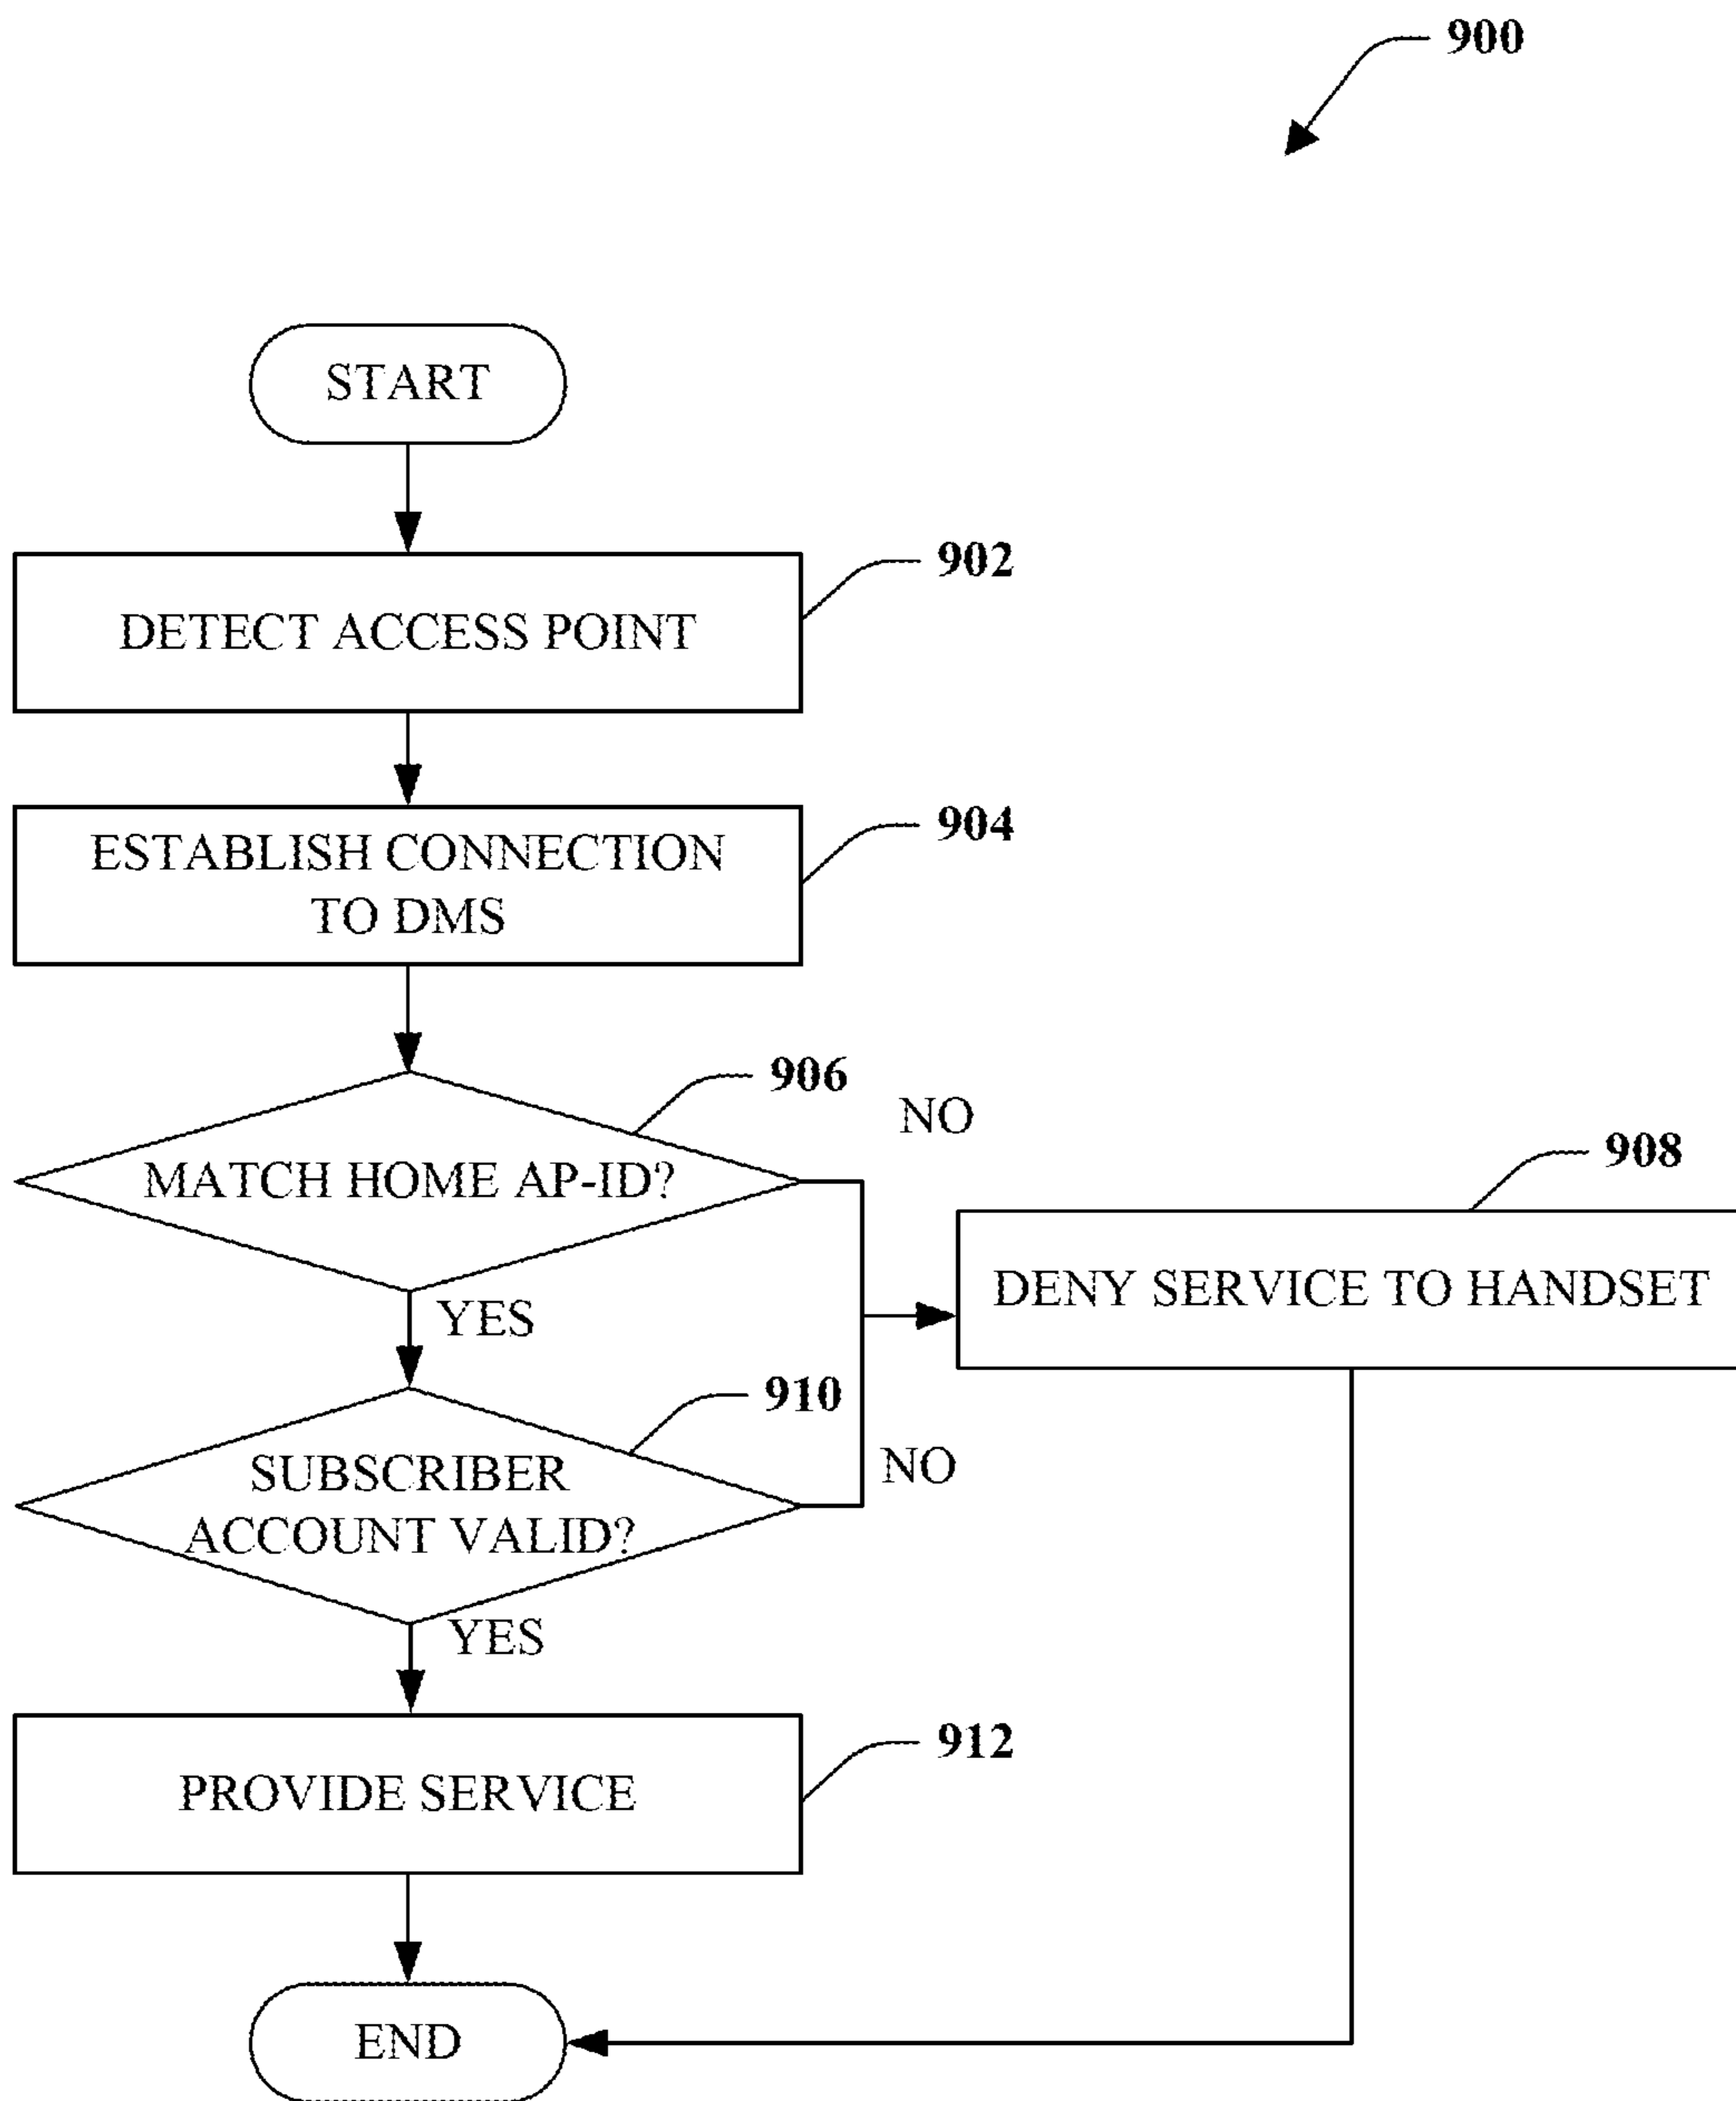 900
START
902
DETECT ACCESS POINT
904
ESTABLISH CONNECTION
TO DMS
906
NO
MATCH HOME AP-ID?
908
DENY SERVICE TO HANDSET
YES
910
SUBSCRIBER
ACCOUNT VALID?
NO
YES
912
PROVIDE SERVICE
END